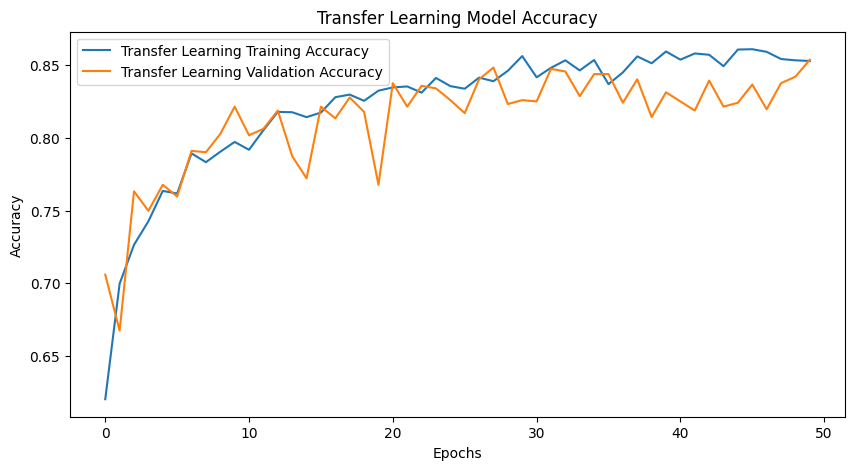 Transfer Learning Model Accuracy
Transfer Learning Training Accuracy
Transfer Learning Validation Accuracy
Accuracy
0.85
0.80
0.75
0.70
0.65
0 10 20 30 40 50
Epochs